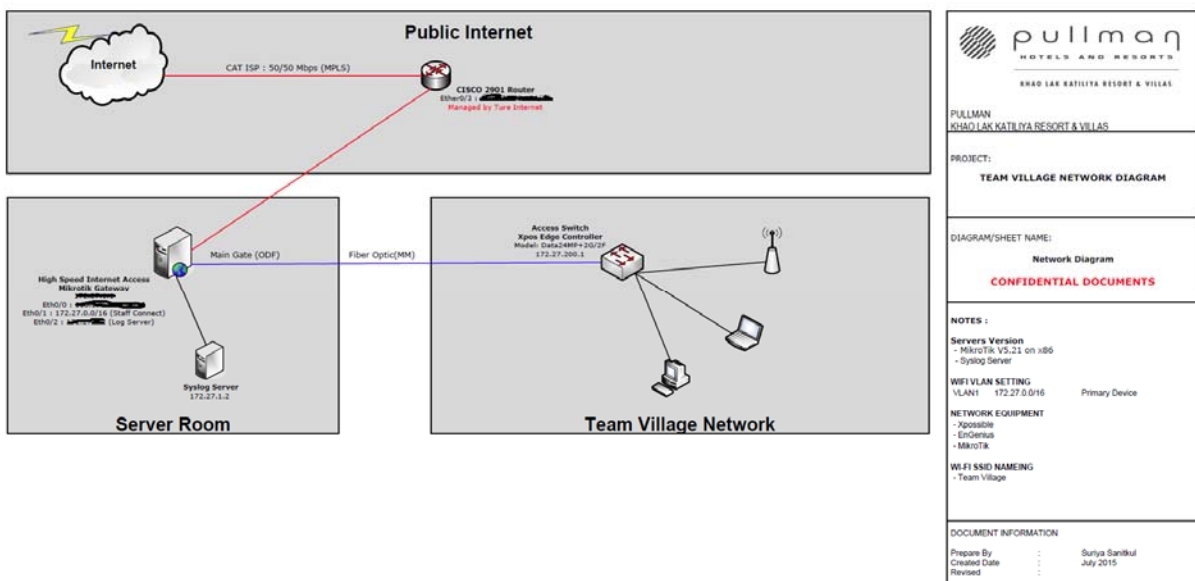 Public Internet
Internet
CAT ISP : 50/50 Mbps (MPLS)
CISCO 2901 Router
Ether0/3 :
Managed by Ture Internet
Main Gate (ODF)
Fiber Optic(MM)
High Speed Internet Access
Mikrotik Gateway
Eth0/0 :
Eth0/1 : 172.27.0.0/16 (Staff Connect)
Eth0/2 : (Log Server)
Syslog Server
172.27.1.2
Server Room
Access Switch
Xpos Edge Controller
Model: Data24MP+2G/2F
172.27.200.1
Team Village Network
pullman
HOTELS AND RESORTS
KHAO LAK KATILIYA RESORT & VILLAS
PULLMAN
KHAO LAK KATILIYA RESORT & VILLAS
PROJECT:
TEAM VILLAGE NETWORK DIAGRAM
DIAGRAM/SHEET NAME:
Network Diagram
CONFIDENTIAL DOCUMENTS
NOTES :
Servers Version
- MikroTik V5.21 on x86
- Syslog Server
WIFI VLAN SETTING
VLAN1 172.27.0.0/16 Primary Device
NETWORK EQUIPMENT
- Xpossible
- EnGenius
- MikroTik
WI-FI SSID NAMEING
- Team Village
DOCUMENT INFORMATION
Prepare By : Suriya Sanitkul
Created Date : July 2015
Revised :